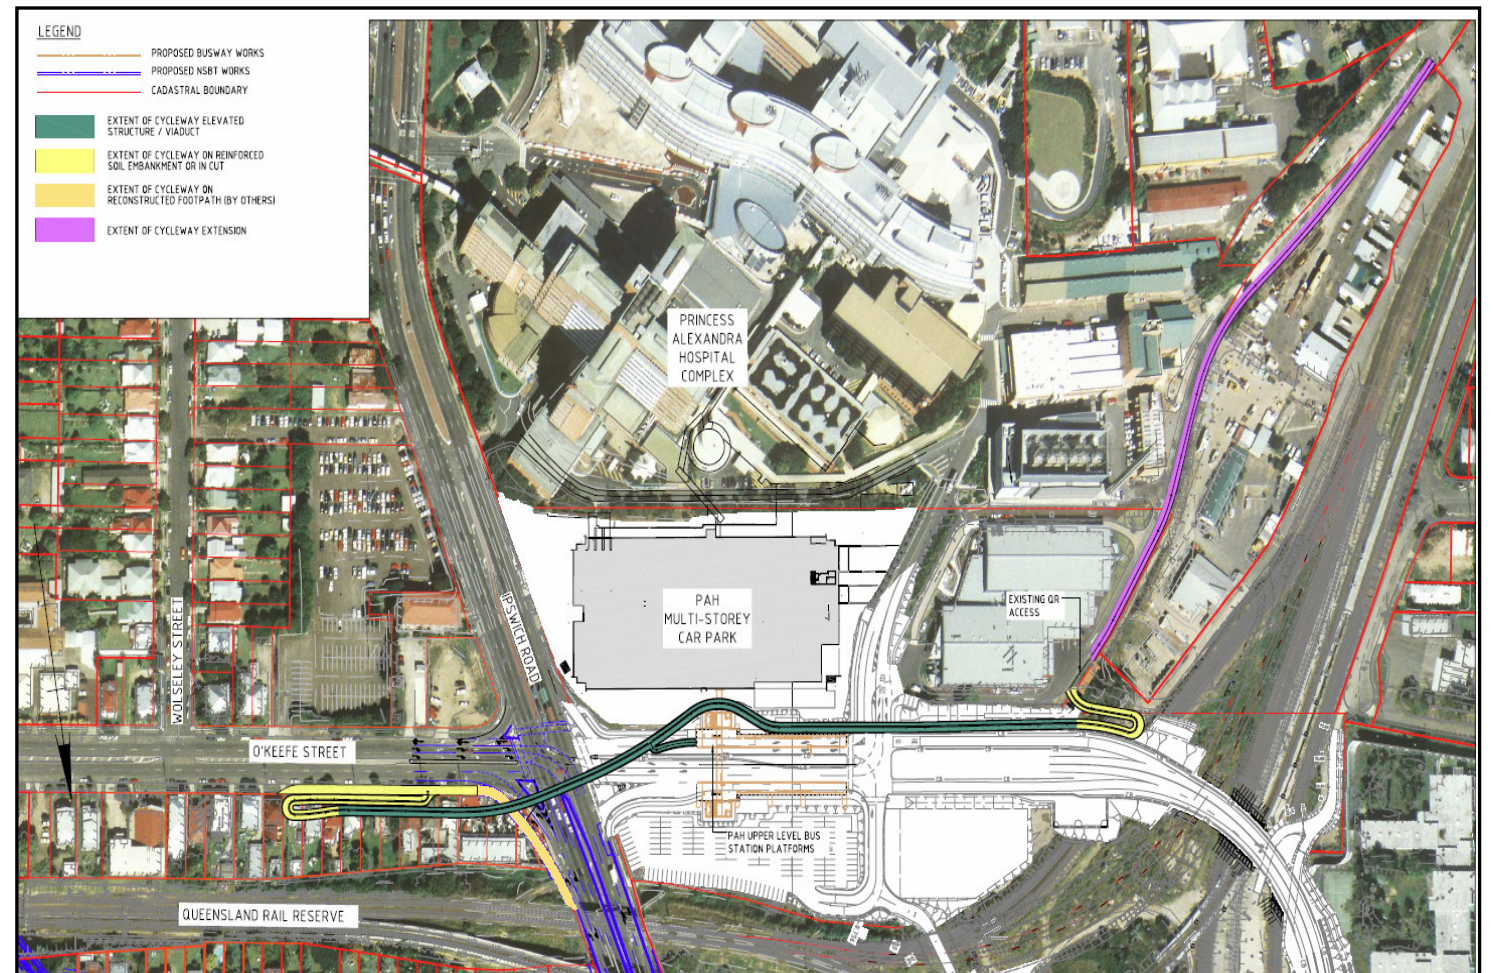 LEGEND
PROPOSED BUSWAY WORKS
PROPOSED NSBT WORKS
CADASTRAL BOUNDARY
EXTENT OF CYCLEWAY ELEVATED
STRUCTURE / VIADUCT
EXTENT OF CYCLEWAY ON REINFORCED
SOIL EMBANKMENT OR IN CUT
EXTENT OF CYCLEWAY ON
RECONSTRUCTED FOOTPATH (BY OTHERS)
EXTENT OF CYCLEWAY EXTENSION
PRINCESS
ALEXANDRA
HOSPITAL
COMPLEX
PAH
MULTI-STOREY
CAR PARK
EXISTING QR
ACCESS
WOLSELEY STREET
IPSWICH ROAD
O'KEEFE STREET
PAH UPPER LEVEL BUS
STATION PLATFORMS
QUEENSLAND RAIL RESERVE